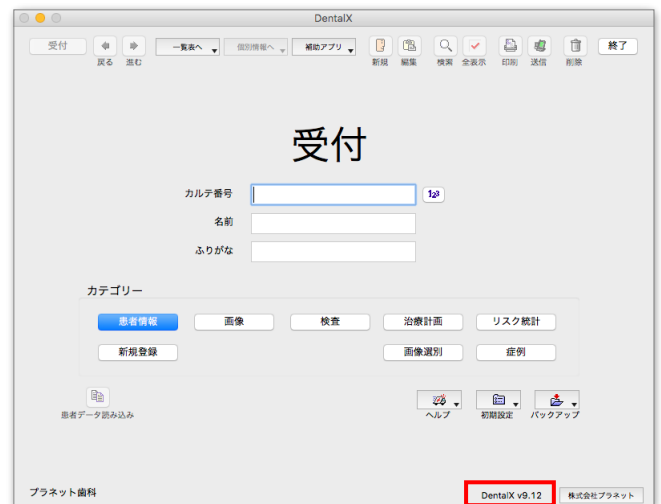 DentalX
受付 一覧表へ 個別情報へ 補助アプリ 終了
戻る 進む 新規 編集 検索 全表示 印刷 送信 削除
受付
カルテ番号 123
名前
ふりがな
カテゴリー
患者情報 画像 検査 治療計画 リスク統計
新規登録 画像選別 症例
患者データ読み込み ヘルプ 初期設定 バックアップ
プラネット歯科 DentalX v9.12 株式会社プラネット